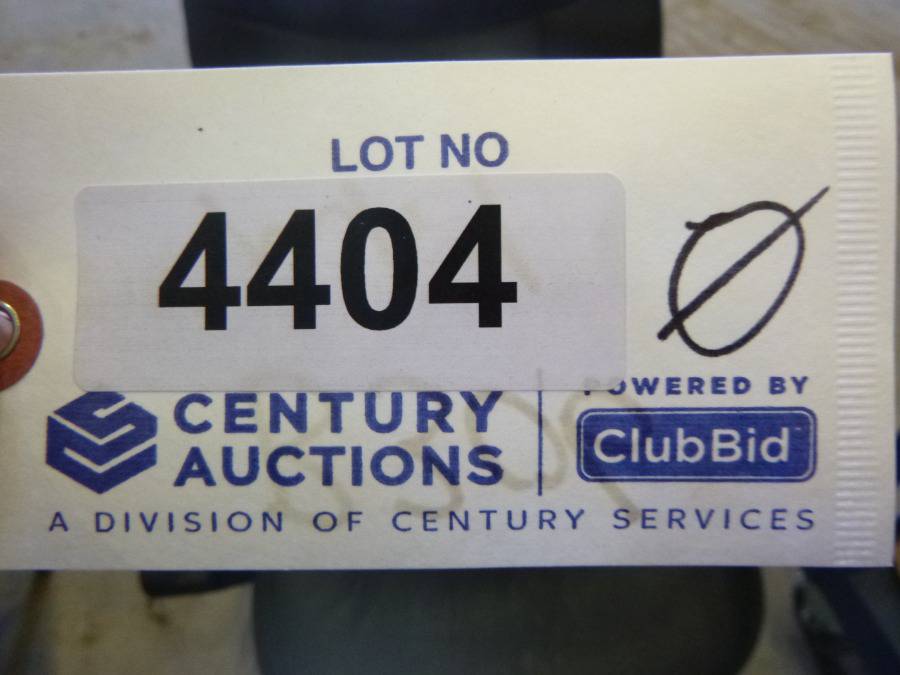 LOT NO
4404
Ø
CENTURY
AUCTIONS
POWERED BY
ClubBid
A DIVISION OF CENTURY SERVICES